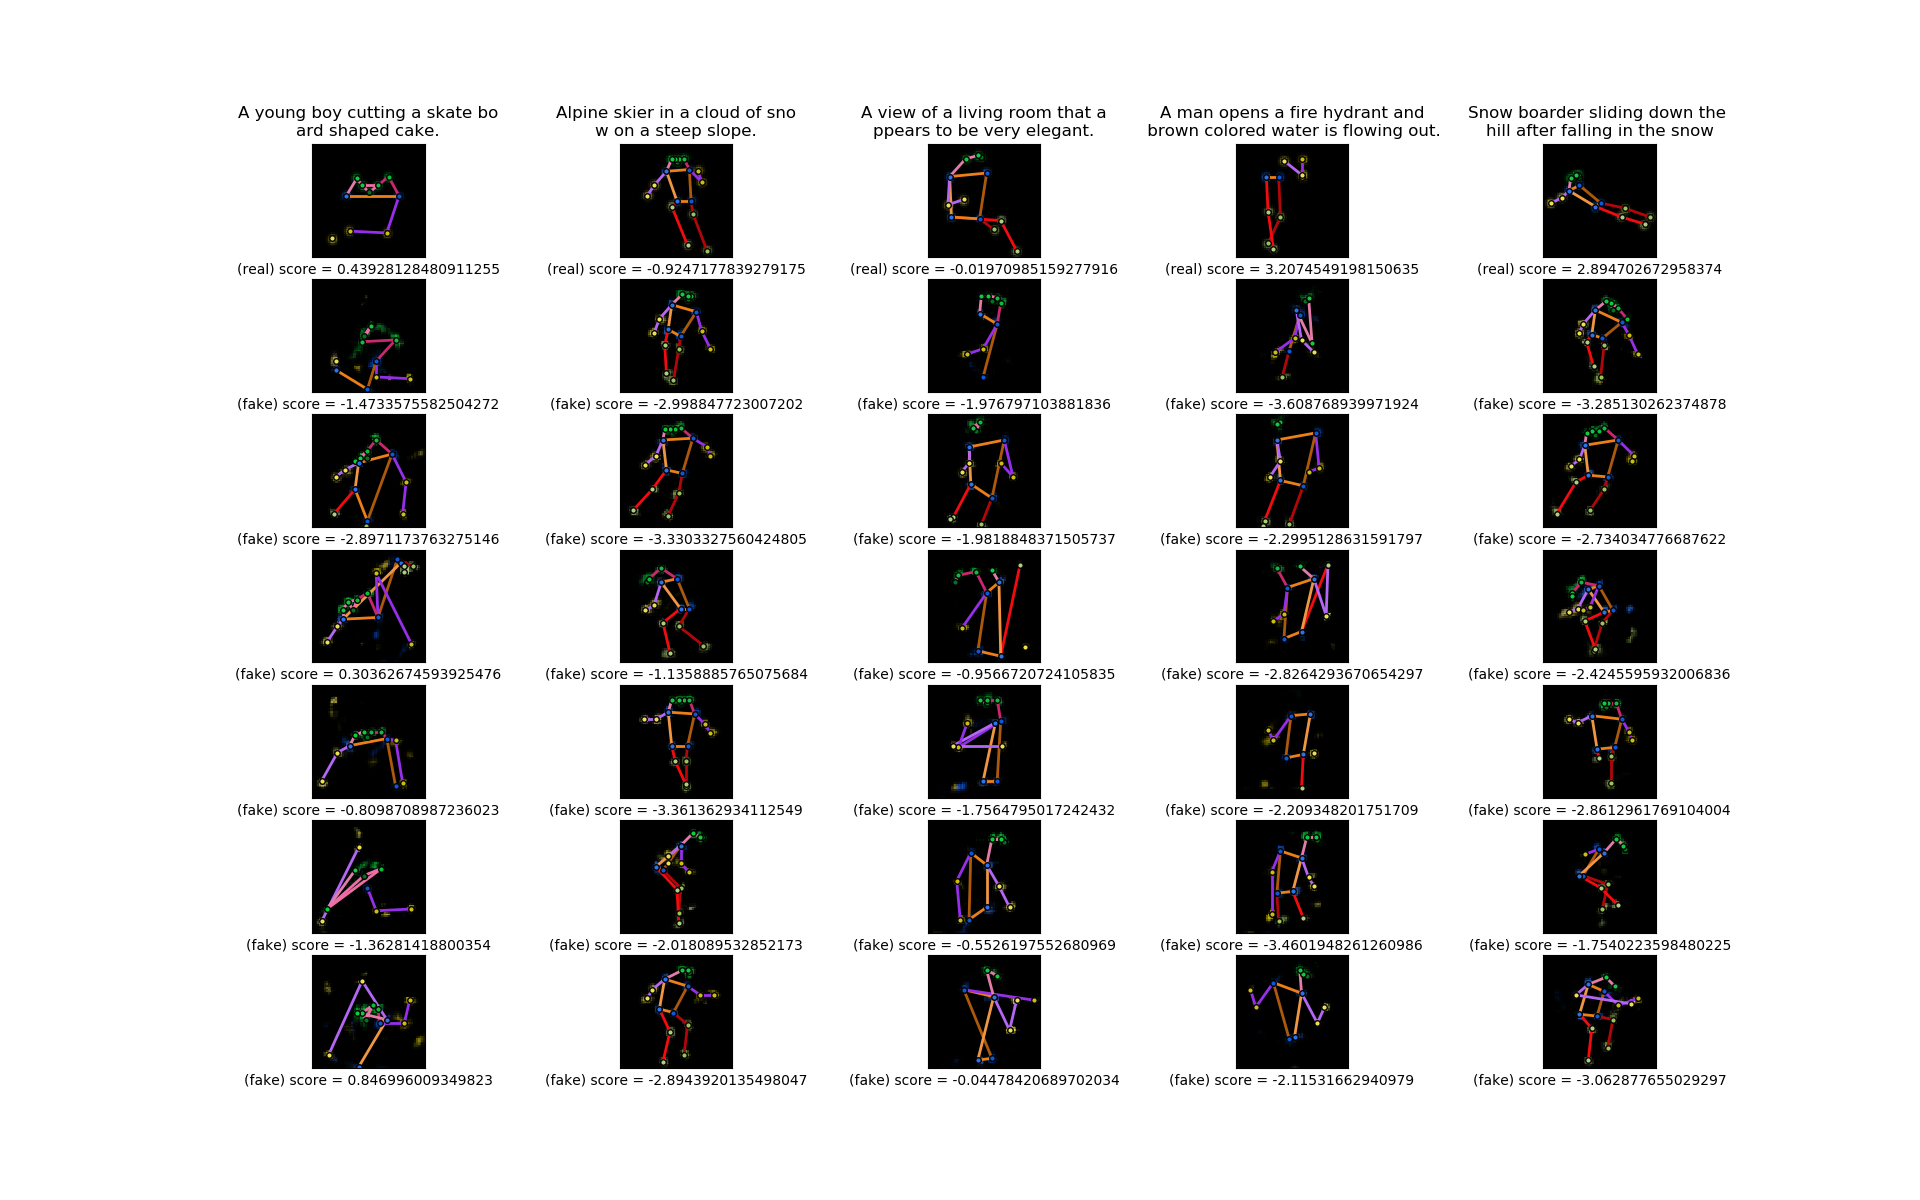 A young boy cutting a skate bo
ard shaped cake.
Alpine skier in a cloud of sno
w on a steep slope.
A view of a living room that a
ppears to be very elegant.
A man opens a fire hydrant and
brown colored water is flowing out.
Snow boarder sliding down the
hill after falling in the snow
(real) score = 0.43928128480911255
(real) score = -0.9247177839279175
(real) score = -0.01970985159277916
(real) score = 3.2074549198150635
(real) score = 2.894702672958374
(fake) score = -1.4733575582504272
(fake) score = -2.998847723007202
(fake) score = -1.976797103881836
(fake) score = -3.608768939971924
(fake) score = -3.285130262374878
(fake) score = -2.8971173763275146
(fake) score = -3.3303327560424805
(fake) score = -1.9818848371505737
(fake) score = -2.2995128631591797
(fake) score = -2.734034776687622
(fake) score = 0.30362674593925476
(fake) score = -1.1358885765075684
(fake) score = -0.9566720724105835
(fake) score = -2.8264293670654297
(fake) score = -2.4245595932006836
(fake) score = -0.8098708987236023
(fake) score = -3.361362934112549
(fake) score = -1.7564795017242432
(fake) score = -2.209348201751709
(fake) score = -2.8612961769104004
(fake) score = -1.36281418800354
(fake) score = -2.018089532852173
(fake) score = -0.5526197552680969
(fake) score = -3.4601948261260986
(fake) score = -1.7540223598480225
(fake) score = 0.846996009349823
(fake) score = -2.8943920135498047
(fake) score = -0.04478420689702034
(fake) score = -2.11531662940979
(fake) score = -3.062877655029297